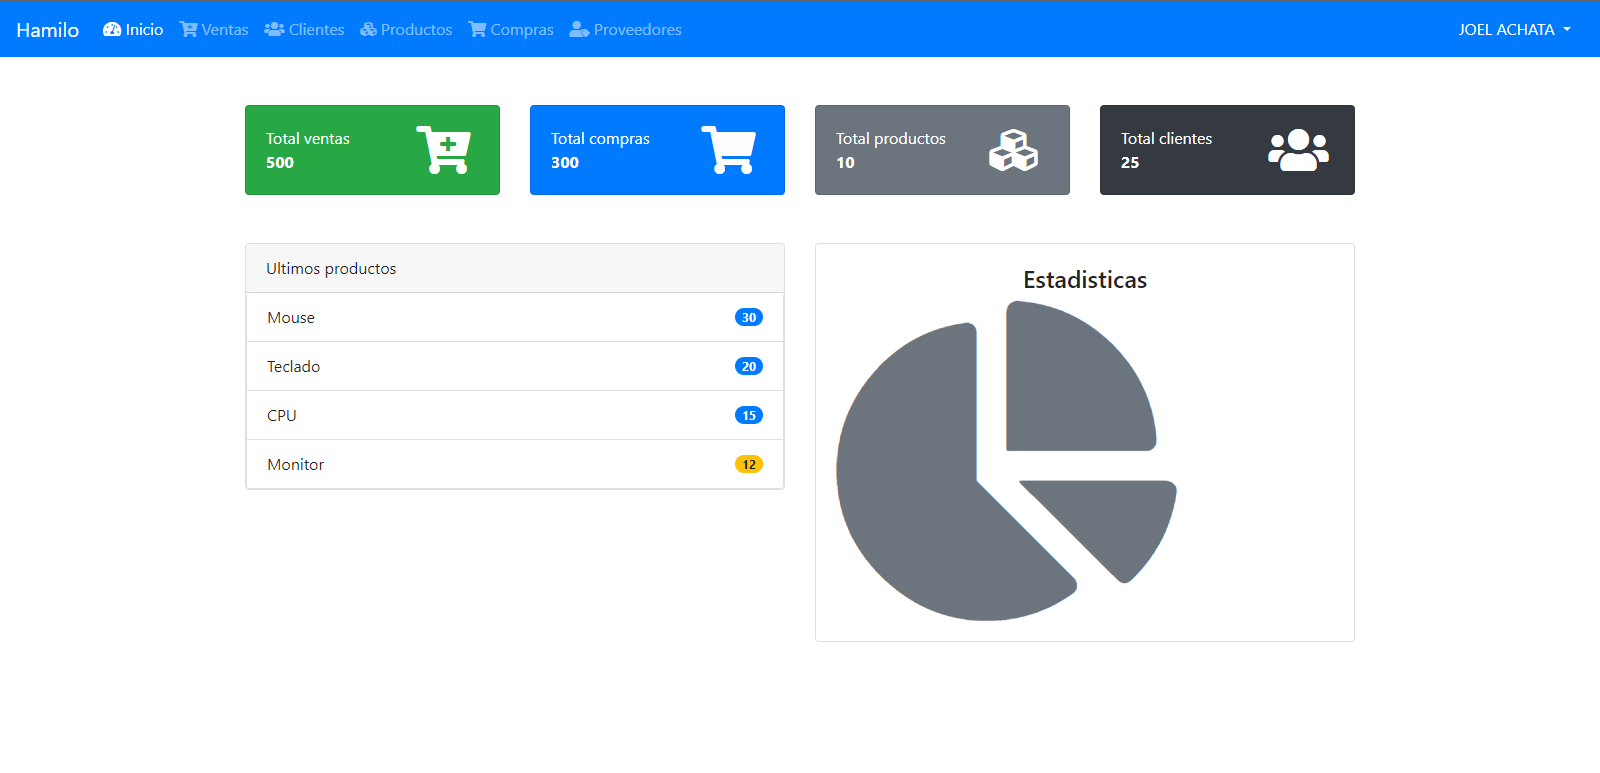 Hamilo Inicio Ventas Clientes Productos Compras Proveedores JOEL ACHATA
Total ventas
500
Total compras
300
Total productos
10
Total clientes
25
Ultimos productos
Mouse 30
Teclado 20
CPU 15
Monitor 12
Estadisticas